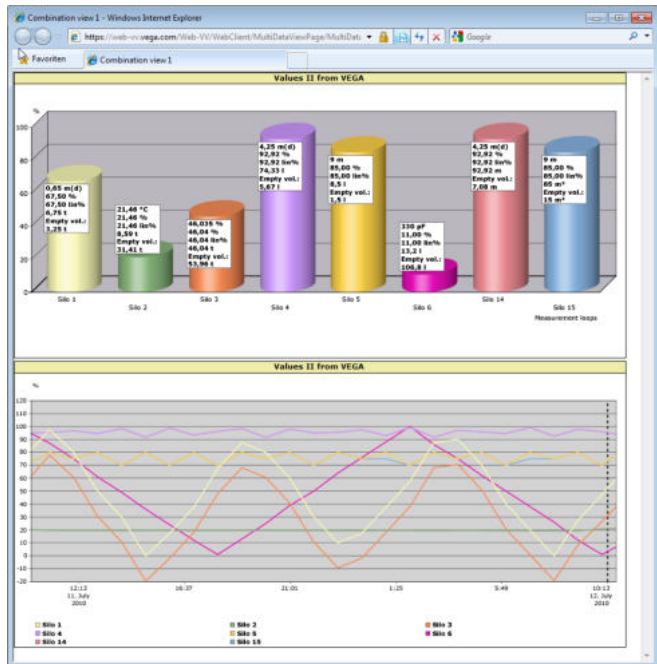 Combination view 1 - Windows Internet Explorer
https://web-vv.vega.com/Web-VV/WebClient/MultiDataViewPage/MultiDat
Google
Favoriten
Combination view 1
Values II from VEGA
%
100
80
60
40
20
0
0,65 m(d)
67,50 %
67,50 lin%
6,75 t
Empty vol.:
3,25 t
21,46 °C
21,46 %
21,46 lin%
8,59 t
Empty vol.:
31,41 t
46,035 %
46,04 %
46,04 lin%
46,04 t
Empty vol.:
53,96 t
4,25 m(d)
92,92 %
92,92 lin%
74,33 l
Empty vol.:
5,67 l
9 m
85,00 %
85,00 lin%
8,5 l
Empty vol.:
1,5 l
330 pF
11,00 %
11,00 lin%
13,2 l
Empty vol.:
106,8 l
4,25 m(d)
92,92 %
92,92 lin%
92,92 m
Empty vol.:
7,08 m
9 m
85,00 %
85,00 lin%
85 m³
Empty vol.:
15 m³
Silo 1
Silo 2
Silo 3
Silo 4
Silo 5
Silo 6
Silo 14
Silo 15
Measurement loops
Values II from VEGA
%
120
110
100
90
80
70
60
50
40
30
20
10
0
-10
-20
12:13
11. July
2010
16:37
21:01
1:25
5:49
10:13
12. July
2010
Silo 1
Silo 2
Silo 3
Silo 4
Silo 5
Silo 6
Silo 14
Silo 15